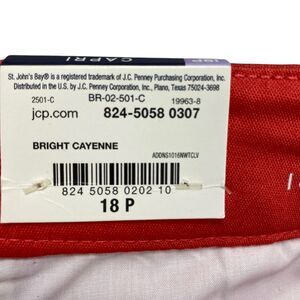 CAPRI
St. John's Bay® is a registered trademark of J.C. Penney Purchasing Corporation, Inc.
Distributed in the U.S. by J.C. Penney Corporation, Inc., Plano, Texas 75024-3698
2501-C BR-02-501-C 19963-8
jcp.com 824-5058 0307
BRIGHT CAYENNE
ADDNS1016NWTCLV
824 5058 0202 10
18 P